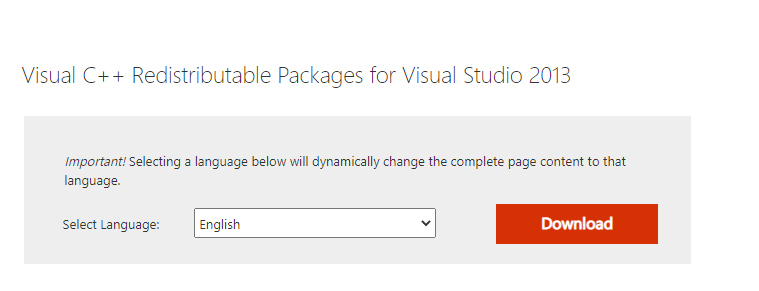 Visual C++ Redistributable Packages for Visual Studio 2013
Important! Selecting a language below will dynamically change the complete page content to that
language.
Select Language:
English
Download